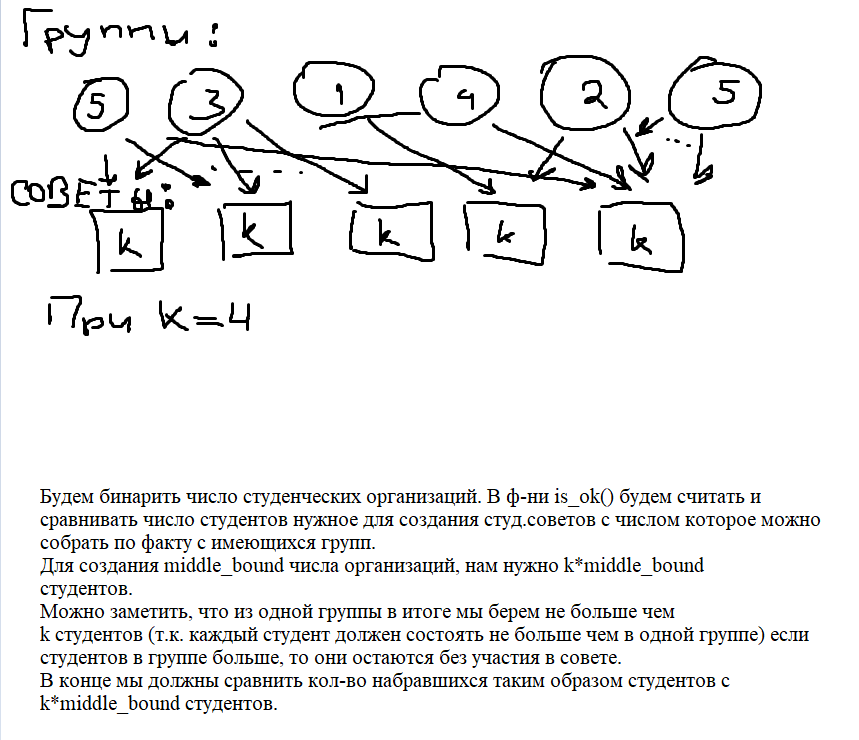 Группы:
5 3 1 4 2 5
...
. - - .
СОВЕТЫ:
k k k k k
При k=4
Будем бинарить число студенческих организаций. В ф-ни is_ok() будем считать и
сравнивать число студентов нужное для создания студ.советов с числом которое можно
собрать по факту с имеющихся групп.
Для создания middle_bound числа организаций, нам нужно k*middle_bound
студентов.
Можно заметить, что из одной группы в итоге мы берем не больше чем
k студентов (т.к. каждый студент должен состоять не больше чем в одной группе) если
студентов в группе больше, то они остаются без участия в совете.
В конце мы должны сравнить кол-во набравшихся таким образом студентов с
k*middle_bound студентов.